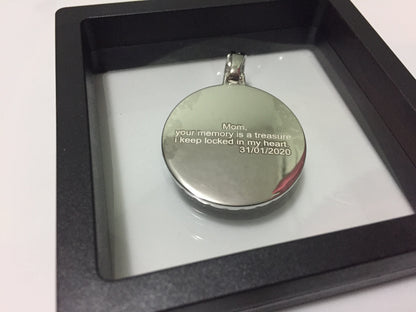 Mom,
your memory is a treasure
i keep locked in my heart
31/01/2020